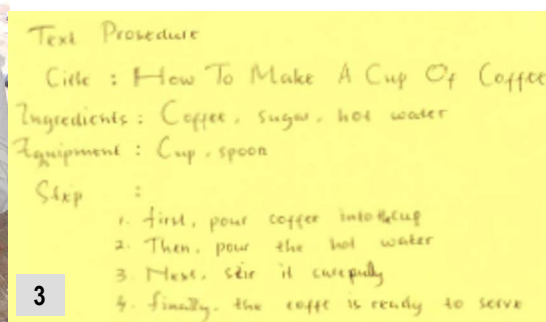 Text Prosedure
Citle : How To Make A Cup Of Coffee
Ingredients : Coffee, sugar, hot water
Equipment : Cup, spoon
Step :
1. first, pour coffee into the cup
2. Then, pour the hot water
3. Next, stir it carefully
4. finally, the coffe is ready to serve
3